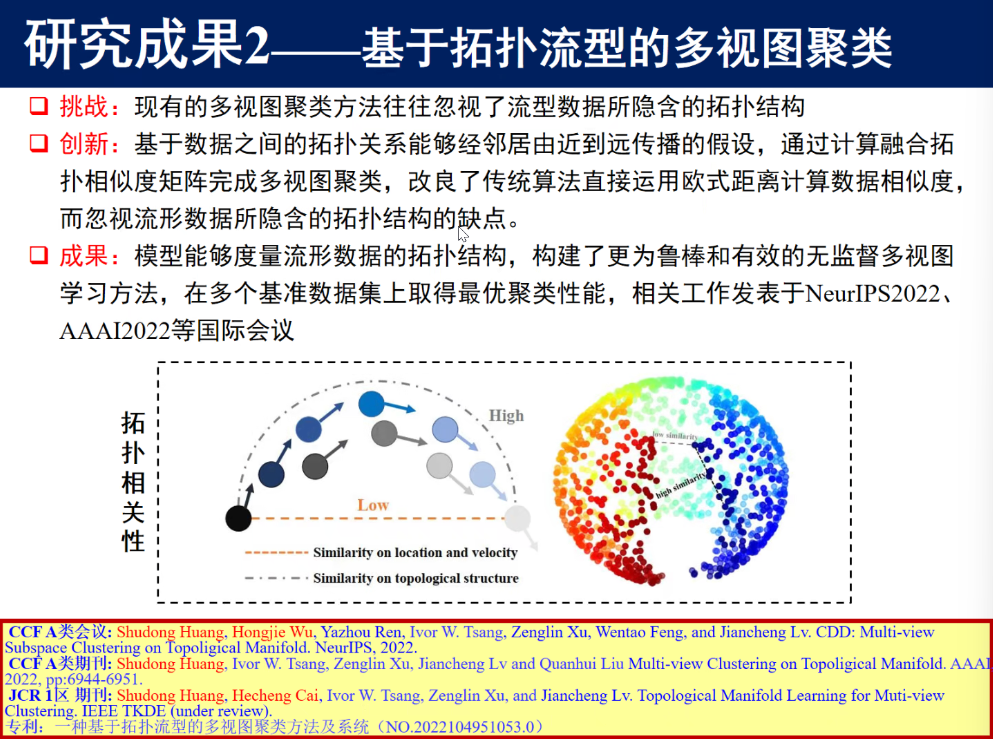 研究成果2——基于拓扑流型的多视图聚类
❑ 挑战：现有的多视图聚类方法往往忽视了流型数据所隐含的拓扑结构
❑ 创新：基于数据之间的拓扑关系能够经邻居由近到远传播的假设，通过计算融合拓
扑相似度矩阵完成多视图聚类，改良了传统算法直接运用欧式距离计算数据相似度，
而忽视流形数据所隐含的拓扑结构的缺点。
❑ 成果：模型能够度量流形数据的拓扑结构，构建了更为鲁棒和有效的无监督多视图
学习方法，在多个基准数据集上取得最优聚类性能，相关工作发表于NeurIPS2022、
AAAI2022等国际会议
拓扑相关性
High
Low
Similarity on location and velocity
Similarity on topological structure
low similarity
high similarity
CCF A类会议: Shudong Huang, Hongjie Wu, Yazhou Ren, Ivor W. Tsang, Zenglin Xu, Wentao Feng, and Jiancheng Lv. CDD: Multi-view
Subspace Clustering on Topoligical Manifold. NeurIPS, 2022.
CCF A类期刊: Shudong Huang, Ivor W. Tsang, Zenglin Xu, Jiancheng Lv and Quanhui Liu Multi-view Clustering on Topoligical Manifold. AAAI
2022, pp:6944-6951.
JCR 1区 期刊: Shudong Huang, Hecheng Cai, Ivor W. Tsang, Zenglin Xu, and Jiancheng Lv. Topological Manifold Learning for Muti-view
Clustering. IEEE TKDE (under review).
专利：一种基于拓扑流型的多视图聚类方法及系统（NO.2022104951053.0）